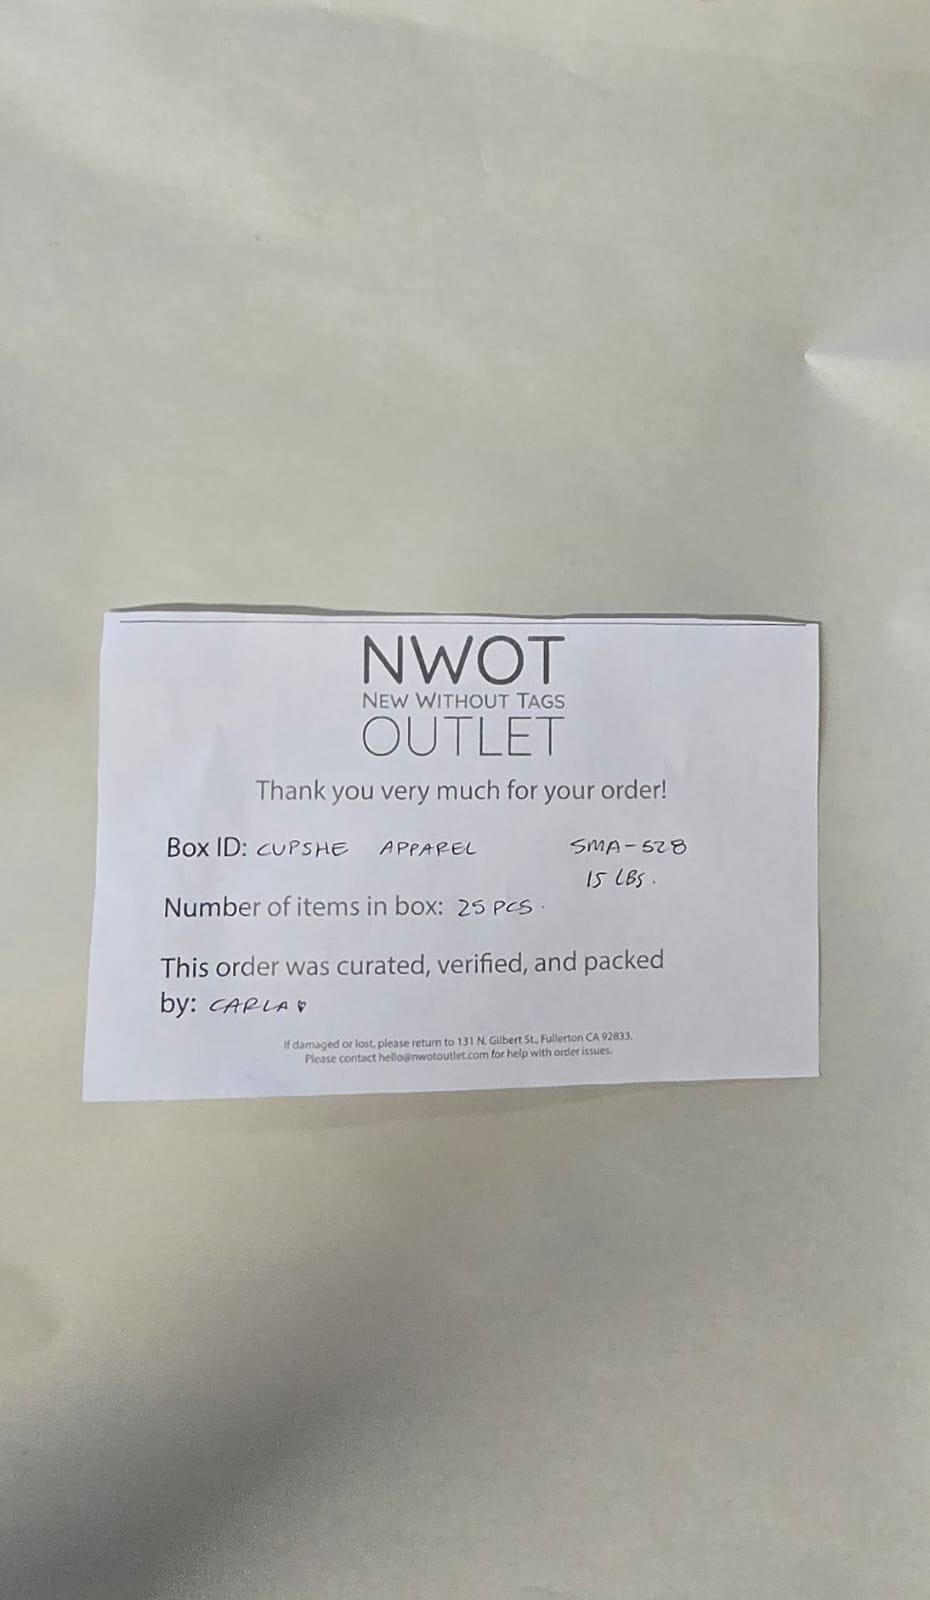 NWOT
NEW WITHOUT TAGS
OUTLET
Thank you very much for your order!
Box ID: CUPSHE APPAREL SMA-528
15 LBS.
Number of items in box: 25 PCS.
This order was curated, verified, and packed
by: CARLA ♥
If damaged or lost, please return to 131 N. Gilbert St., Fullerton CA 92833.
Please contact hello@nwotoutlet.com for help with order issues.